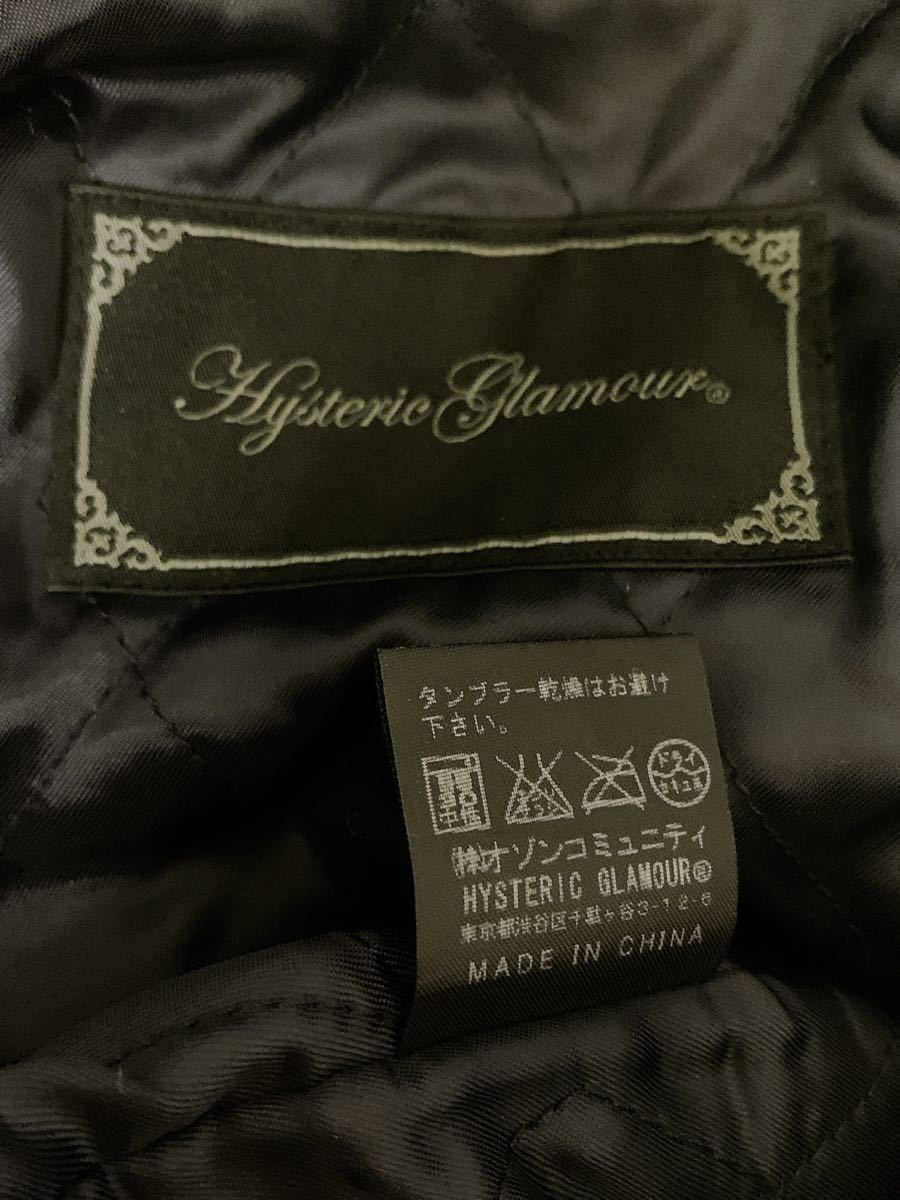 Hysteric Glamour®
タンブラー乾燥はお避け
下さい。
中性
ドライ
㈱オゾンコミュニティ
HYSTERIC GLAMOUR®
東京都渋谷区千駄ヶ谷3-12-6
MADE IN CHINA